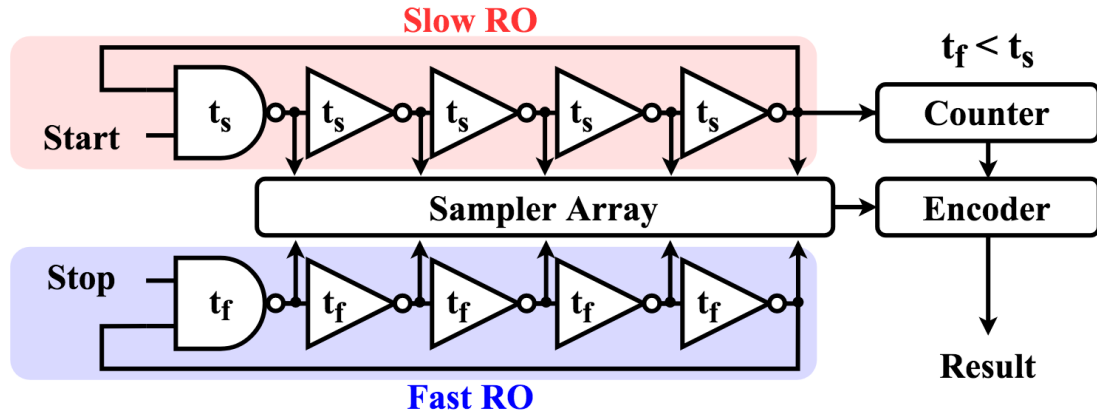 Slow RO
t_f < t_s
Start
t_s t_s t_s t_s t_s
Counter
Sampler Array
Encoder
Stop
t_f t_f t_f t_f t_f
Result
Fast RO